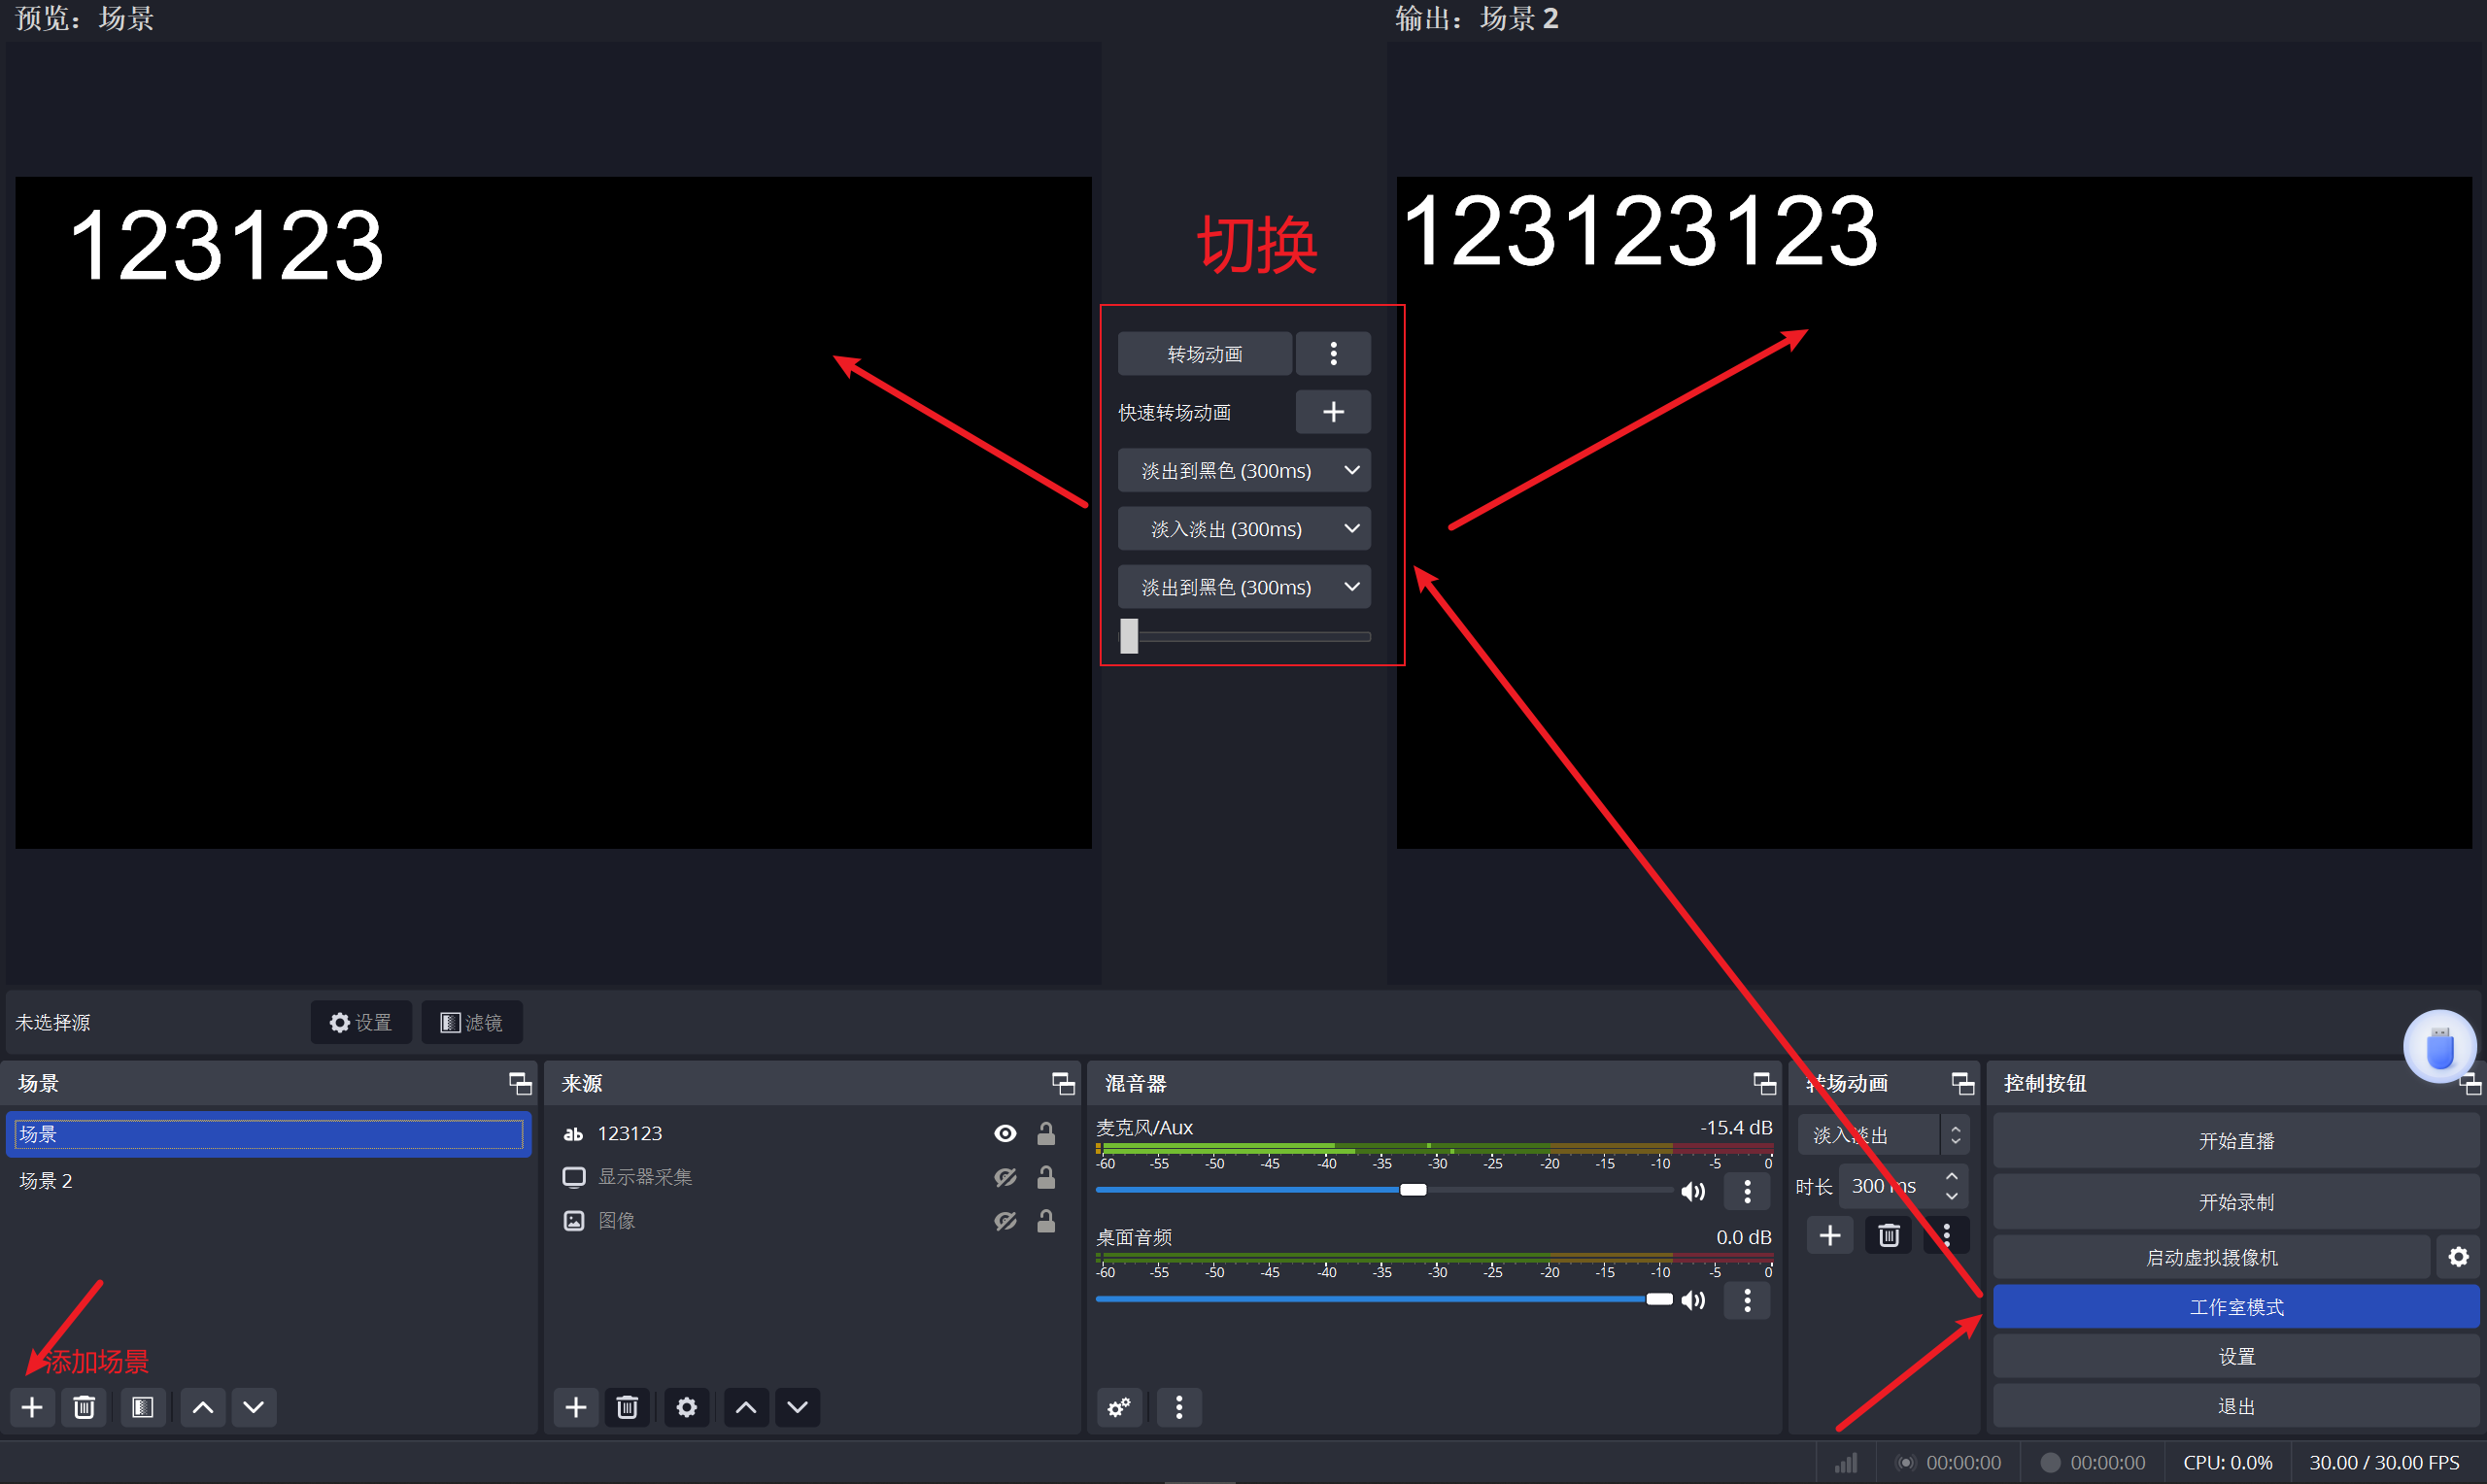 预览：场景
输出：场景 2
123123
123123123
切换
转场动画
快速转场动画
淡出到黑色 (300ms)
淡入淡出 (300ms)
淡出到黑色 (300ms)
未选择源
设置
滤镜
场景
场景
场景 2
添加场景
来源
123123
显示器采集
图像
混音器
麦克风/Aux
-15.4 dB
-60 -55 -50 -45 -40 -35 -30 -25 -20 -15 -10 -5 0
桌面音频
0.0 dB
-60 -55 -50 -45 -40 -35 -30 -25 -20 -15 -10 -5 0
转场动画
淡入淡出
时长
300 ms
控制按钮
开始直播
开始录制
启动虚拟摄像机
工作室模式
设置
退出
00:00:00
00:00:00
CPU: 0.0%
30.00 / 30.00 FPS